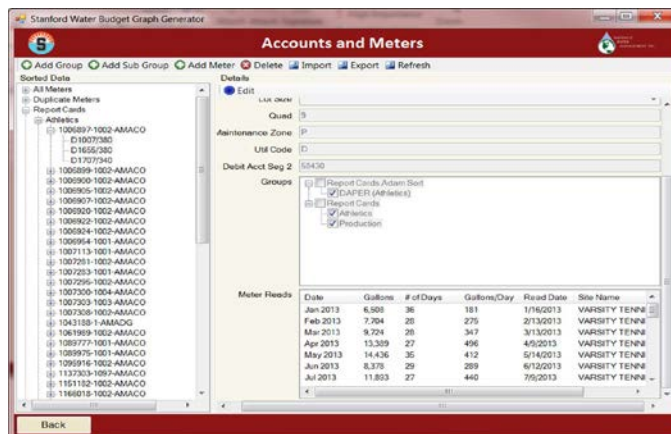 Stanford Water Budget Graph Generator
S
Accounts and Meters
Add Group Add Sub Group Add Meter Delete Import Export Refresh
Sorted Data
All Meters
Duplicate Meters
Report Cards
Athletics
1006897-1002-AMACO
D1007/380
D1655/380
D1707/340
1006899-1002-AMACO
1006900-1002-AMACO
1006905-1002-AMACO
1006907-1002-AMACO
1006920-1002-AMACO
1006922-1002-AMACO
1006924-1002-AMACO
1006954-1001-AMACO
1007113-1001-AMACO
1007281-1002-AMACO
1007283-1001-AMACO
1007295-1002-AMACO
1007300-1004-AMACO
1007303-1003-AMACO
1007308-1002-AMACO
1043188-1-AMADG
1061969-1002-AMACO
1089777-1001-AMACO
1089975-1001-AMACO
1095916-1002-AMACO
1137303-1097-AMACO
1151182-1002-AMACO
1166018-1002-AMACO
Details
Edit
Lot Size
Quad 9
Maintenance Zone P
Util Code D
Debit Acct Seg 2 55430
Groups
Report Cards Adam Seit
DAPER (Athletics)
Report Cards
Athletics
Production
Meter Reads
Date Gallons # of Days Gallons/Day Read Date Site Name
Jan 2013 6,508 36 181 1/16/2013 VARSITY TENNI
Feb 2013 7,704 28 275 2/13/2013 VARSITY TENNI
Mar 2013 9,724 28 347 3/13/2013 VARSITY TENNI
Apr 2013 13,389 27 496 4/9/2013 VARSITY TENNI
May 2013 14,436 35 412 5/14/2013 VARSITY TENNI
Jun 2013 8,378 29 289 6/12/2013 VARSITY TENNI
Jul 2013 11,893 27 440 7/9/2013 VARSITY TENNI
Back